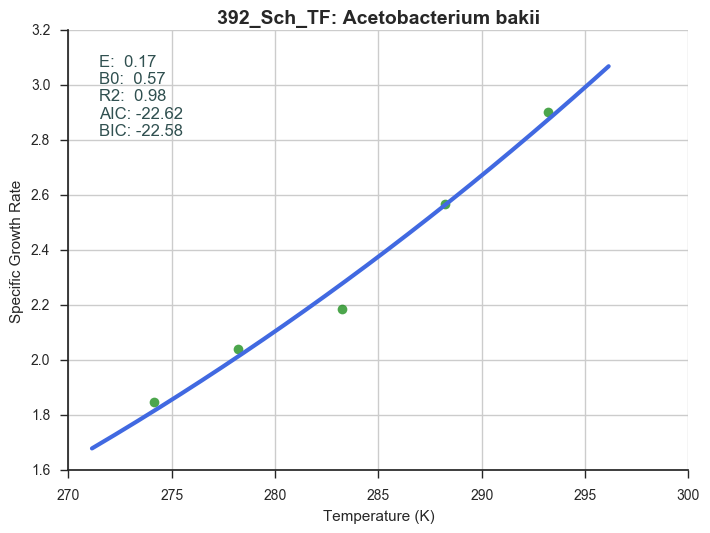 392_Sch_TF: Acetobacterium bakii
E:  0.17
B0:  0.57
R2:  0.98
AIC: -22.62
BIC: -22.58
Specific Growth Rate
3.2
3.0
2.8
2.6
2.4
2.2
2.0
1.8
1.6
270 275 280 285 290 295 300
Temperature (K)